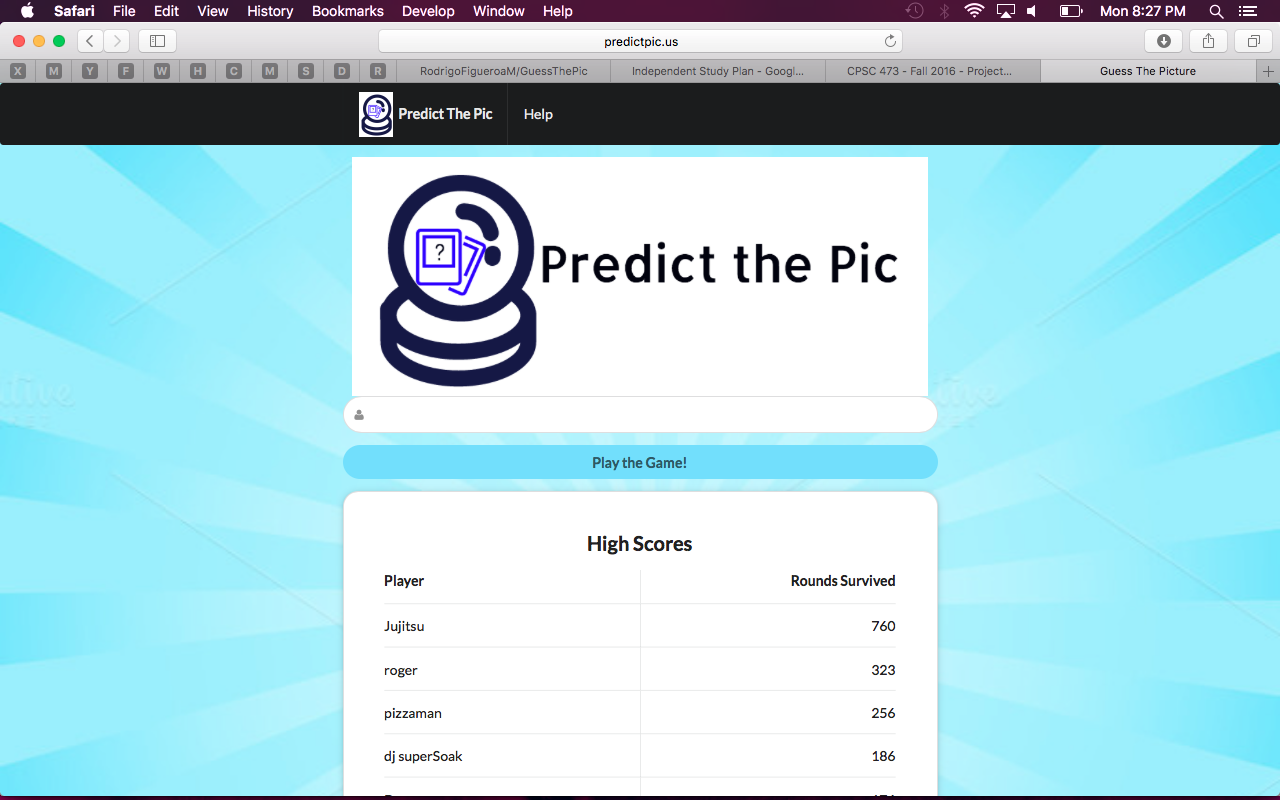 Safari File Edit View History Bookmarks Develop Window Help Mon 8:27 PM
predictpic.us
X M Y F W H C M S D R RodrigoFigueroaM/GuessThePic Independent Study Plan - Googl... CPSC 473 - Fall 2016 - Project... Guess The Picture
Predict The Pic Help
? Predict the Pic
Play the Game!
High Scores
Player Rounds Survived
Jujitsu 760
roger 323
pizzaman 256
dj superSoak 186